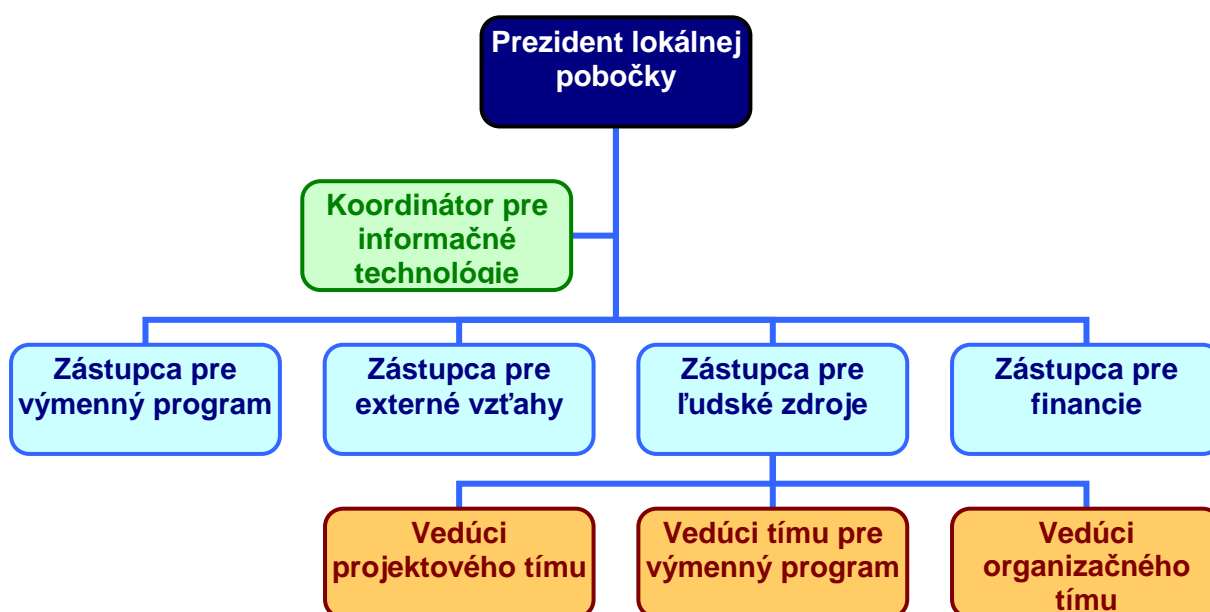 Prezident lokálnej
pobočky
Koordinátor pre
informačné
technológie
Zástupca pre
výmenný program
Zástupca pre
externé vzťahy
Zástupca pre
ľudské zdroje
Zástupca pre
financie
Vedúci
projektového tímu
Vedúci tímu pre
výmenný program
Vedúci
organizačného
tímu